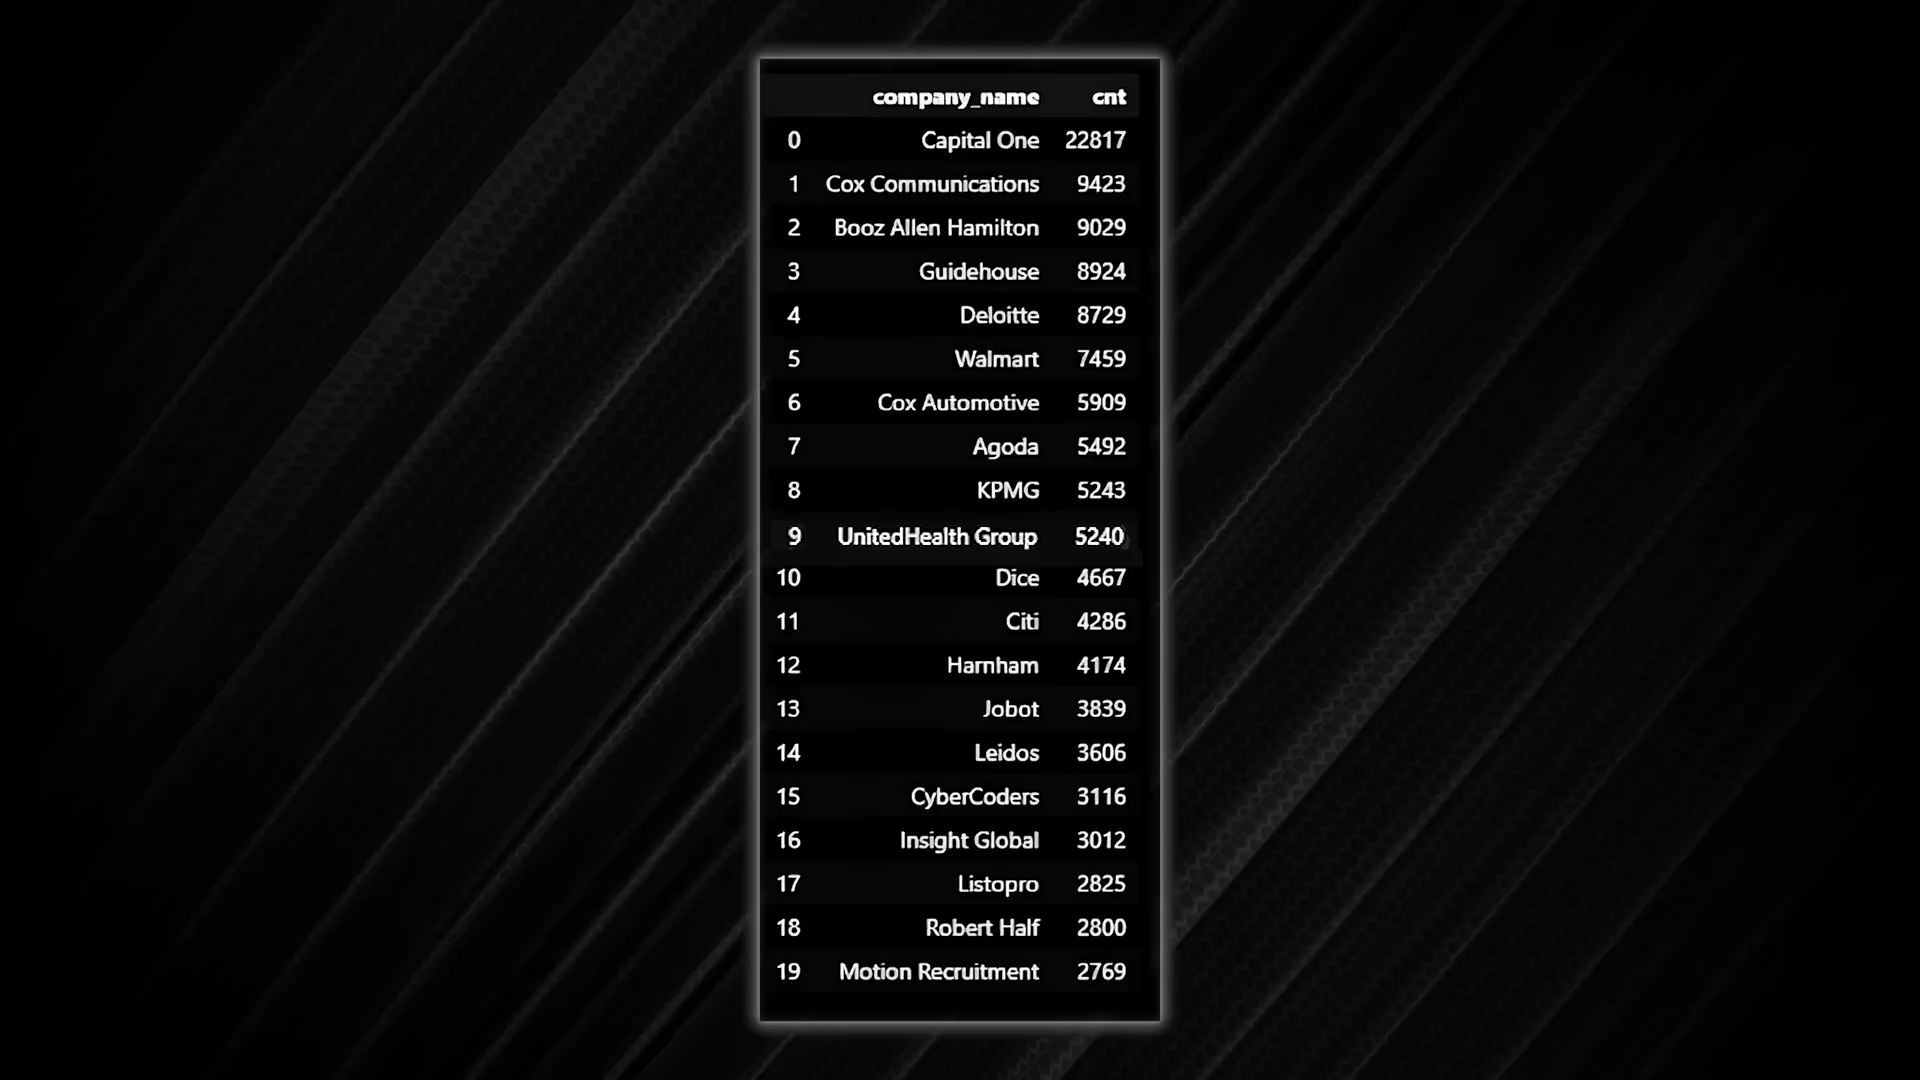 company_name cnt
0 Capital One 22817
1 Cox Communications 9423
2 Booz Allen Hamilton 9029
3 Guidehouse 8924
4 Deloitte 8729
5 Walmart 7459
6 Cox Automotive 5909
7 Agoda 5492
8 KPMG 5243
9 UnitedHealth Group 5240
10 Dice 4667
11 Citi 4286
12 Harnham 4174
13 Jobot 3839
14 Leidos 3606
15 CyberCoders 3116
16 Insight Global 3012
17 Listopro 2825
18 Robert Half 2800
19 Motion Recruitment 2769